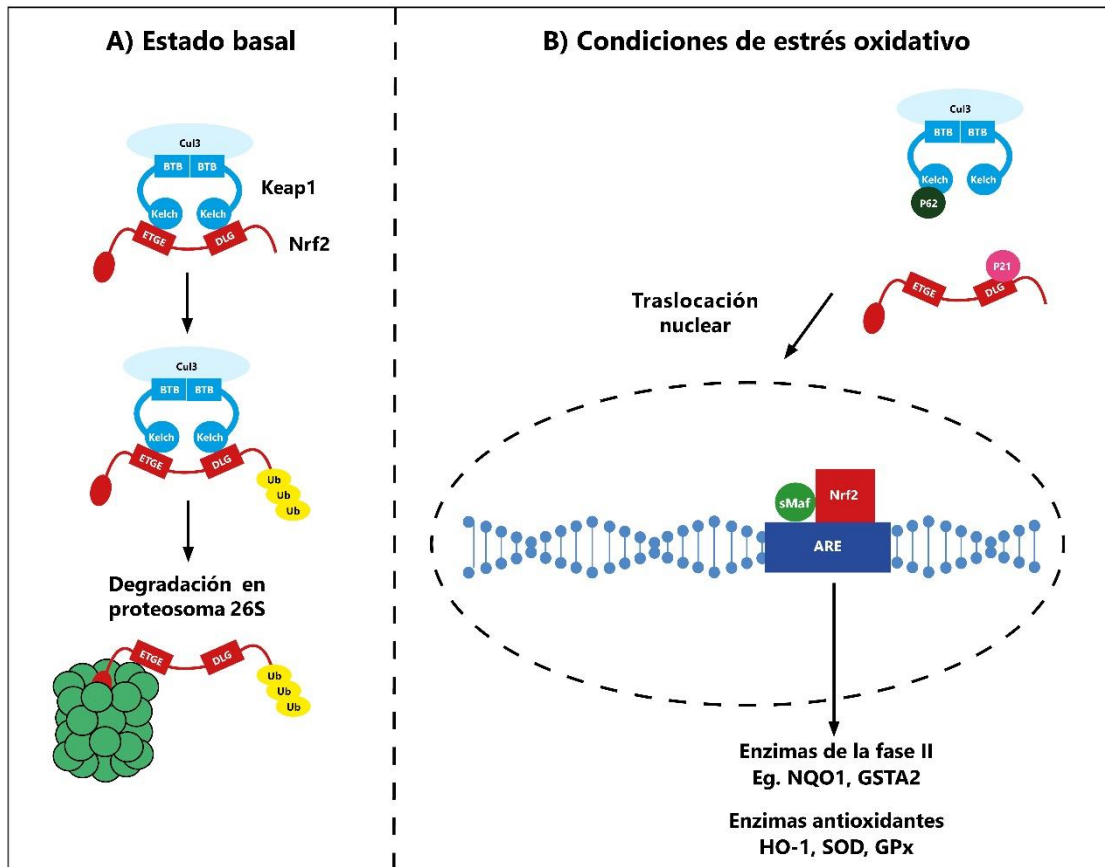 A) Estado basal
Cul3
BTB BTB
Keap1
Kelch Kelch
ETGE DLG
Nrf2
Cul3
BTB BTB
Kelch Kelch
ETGE DLG
Ub
Ub
Ub
Degradación en
proteosoma 26S
ETGE DLG
Ub
Ub
Ub
B) Condiciones de estrés oxidativo
Cul3
BTB BTB
Kelch Kelch
P62
P21
ETGE DLG
Traslocación
nuclear
sMaf Nrf2
ARE
Enzimas de la fase II
Eg. NQO1, GSTA2
Enzimas antioxidantes
HO-1, SOD, GPx